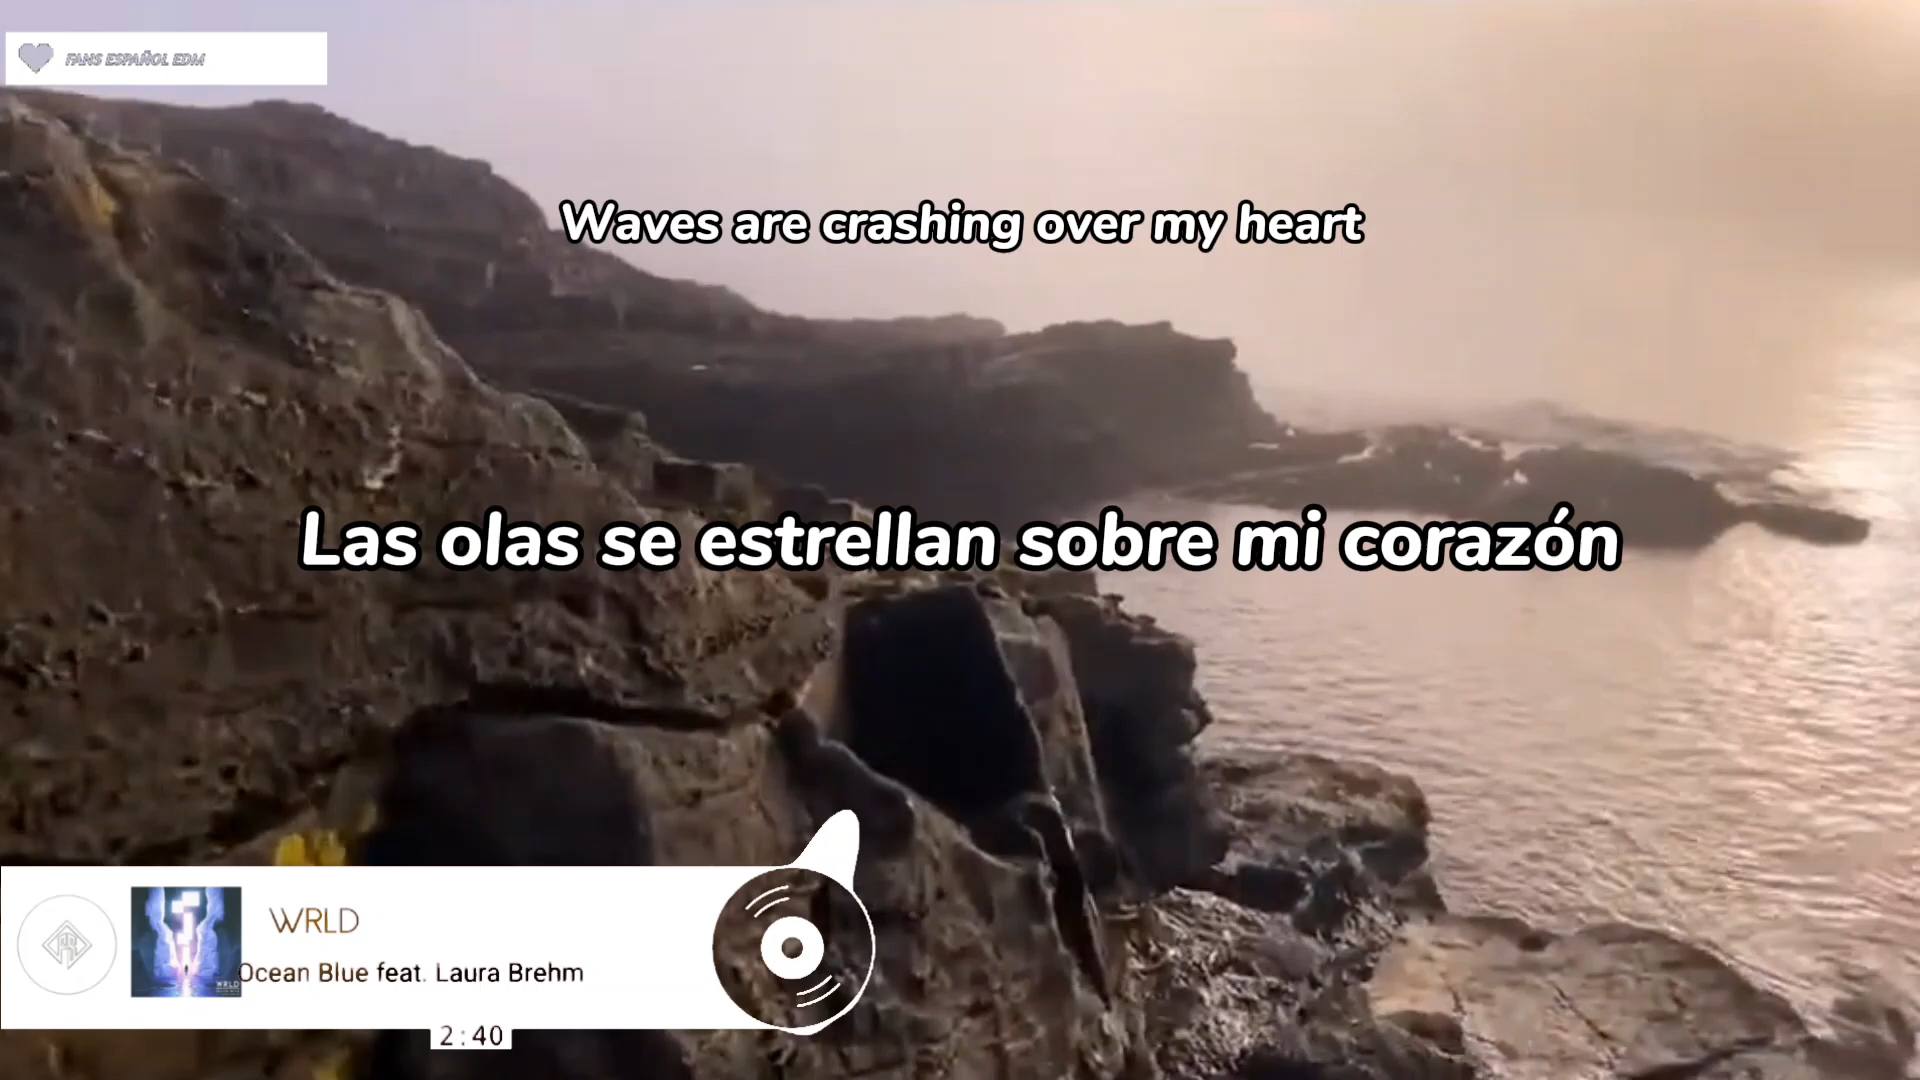 FANS ESPAÑOL EDM
Waves are crashing over my heart
Las olas se estrellan sobre mi corazón
WRLD
Ocean Blue feat. Laura Brehm
WRLD
2:40